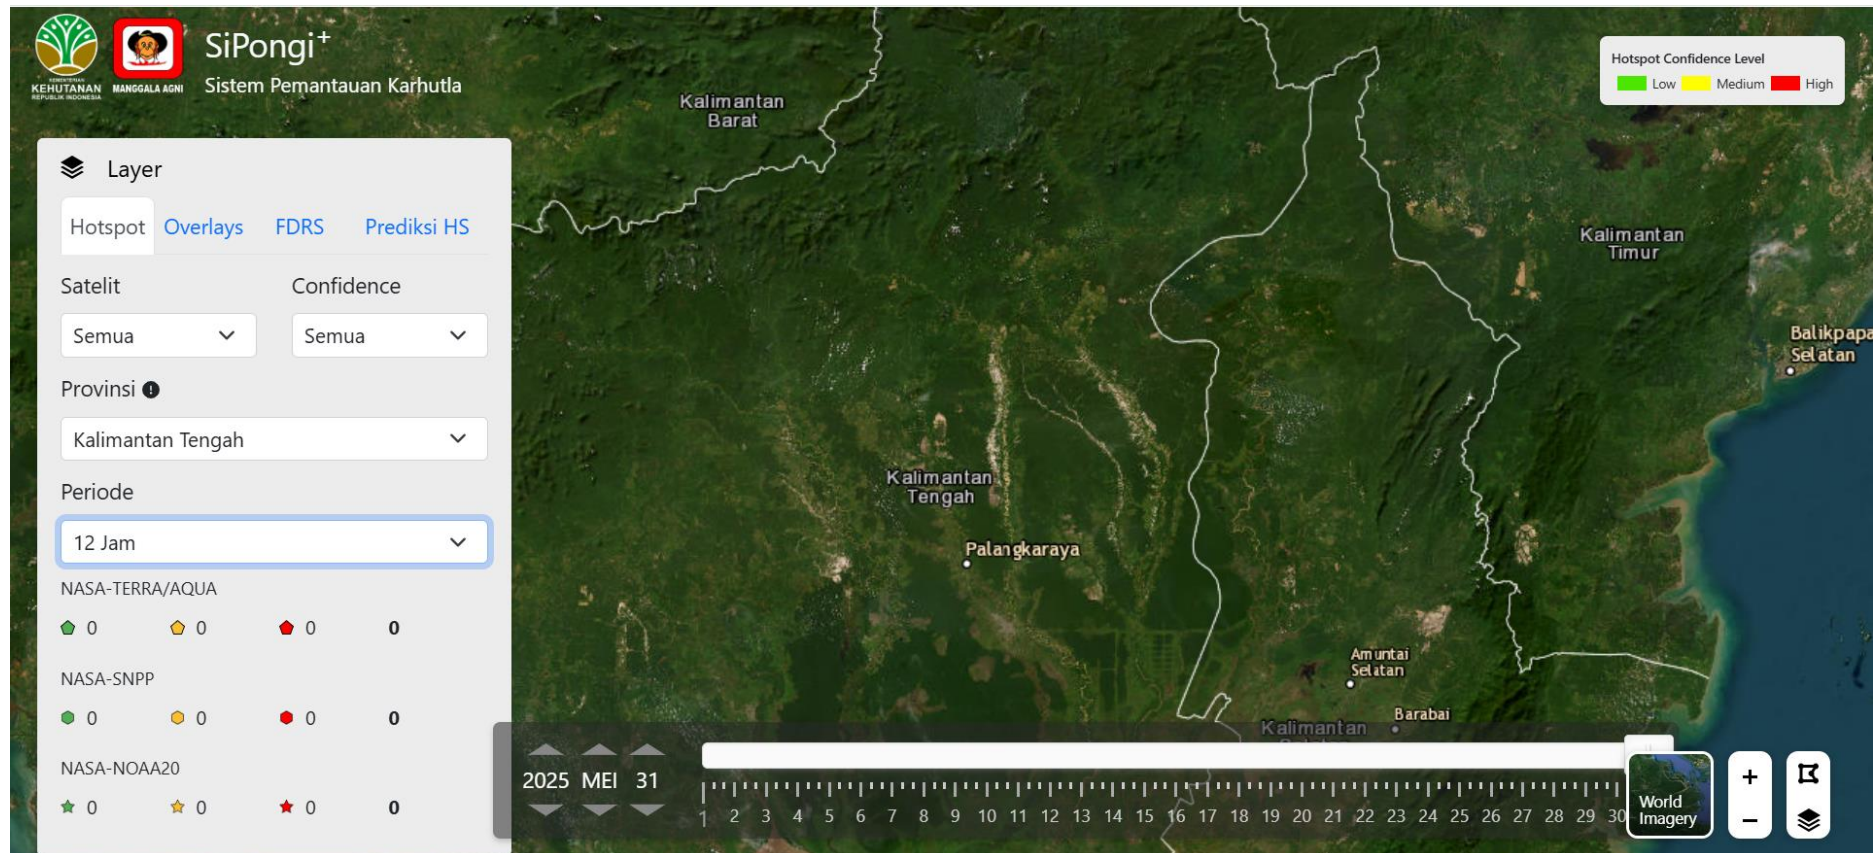 SiPongi+
Sistem Pemantauan Karhutla
KEMENTERIAN
KEHUTANAN
REPUBLIK INDONESIA
MANGGALA AGNI
Layer
Hotspot Overlays FDRS Prediksi HS
Satelit Confidence
Semua Semua
Provinsi
Kalimantan Tengah
Periode
12 Jam
NASA-TERRA/AQUA
0 0 0 0
NASA-SNPP
0 0 0 0
NASA-NOAA20
0 0 0 0
Hotspot Confidence Level
Low Medium High
Kalimantan
Barat
Kalimantan
Timur
Balikpapa
Selatan
Kalimantan
Tengah
Palangkaraya
Amuntai
Selatan
Barabai
Kalimantan
2025 MEI 31
1 2 3 4 5 6 7 8 9 10 11 12 13 14 15 16 17 18 19 20 21 22 23 24 25 26 27 28 29 30
World
Imagery
+
−